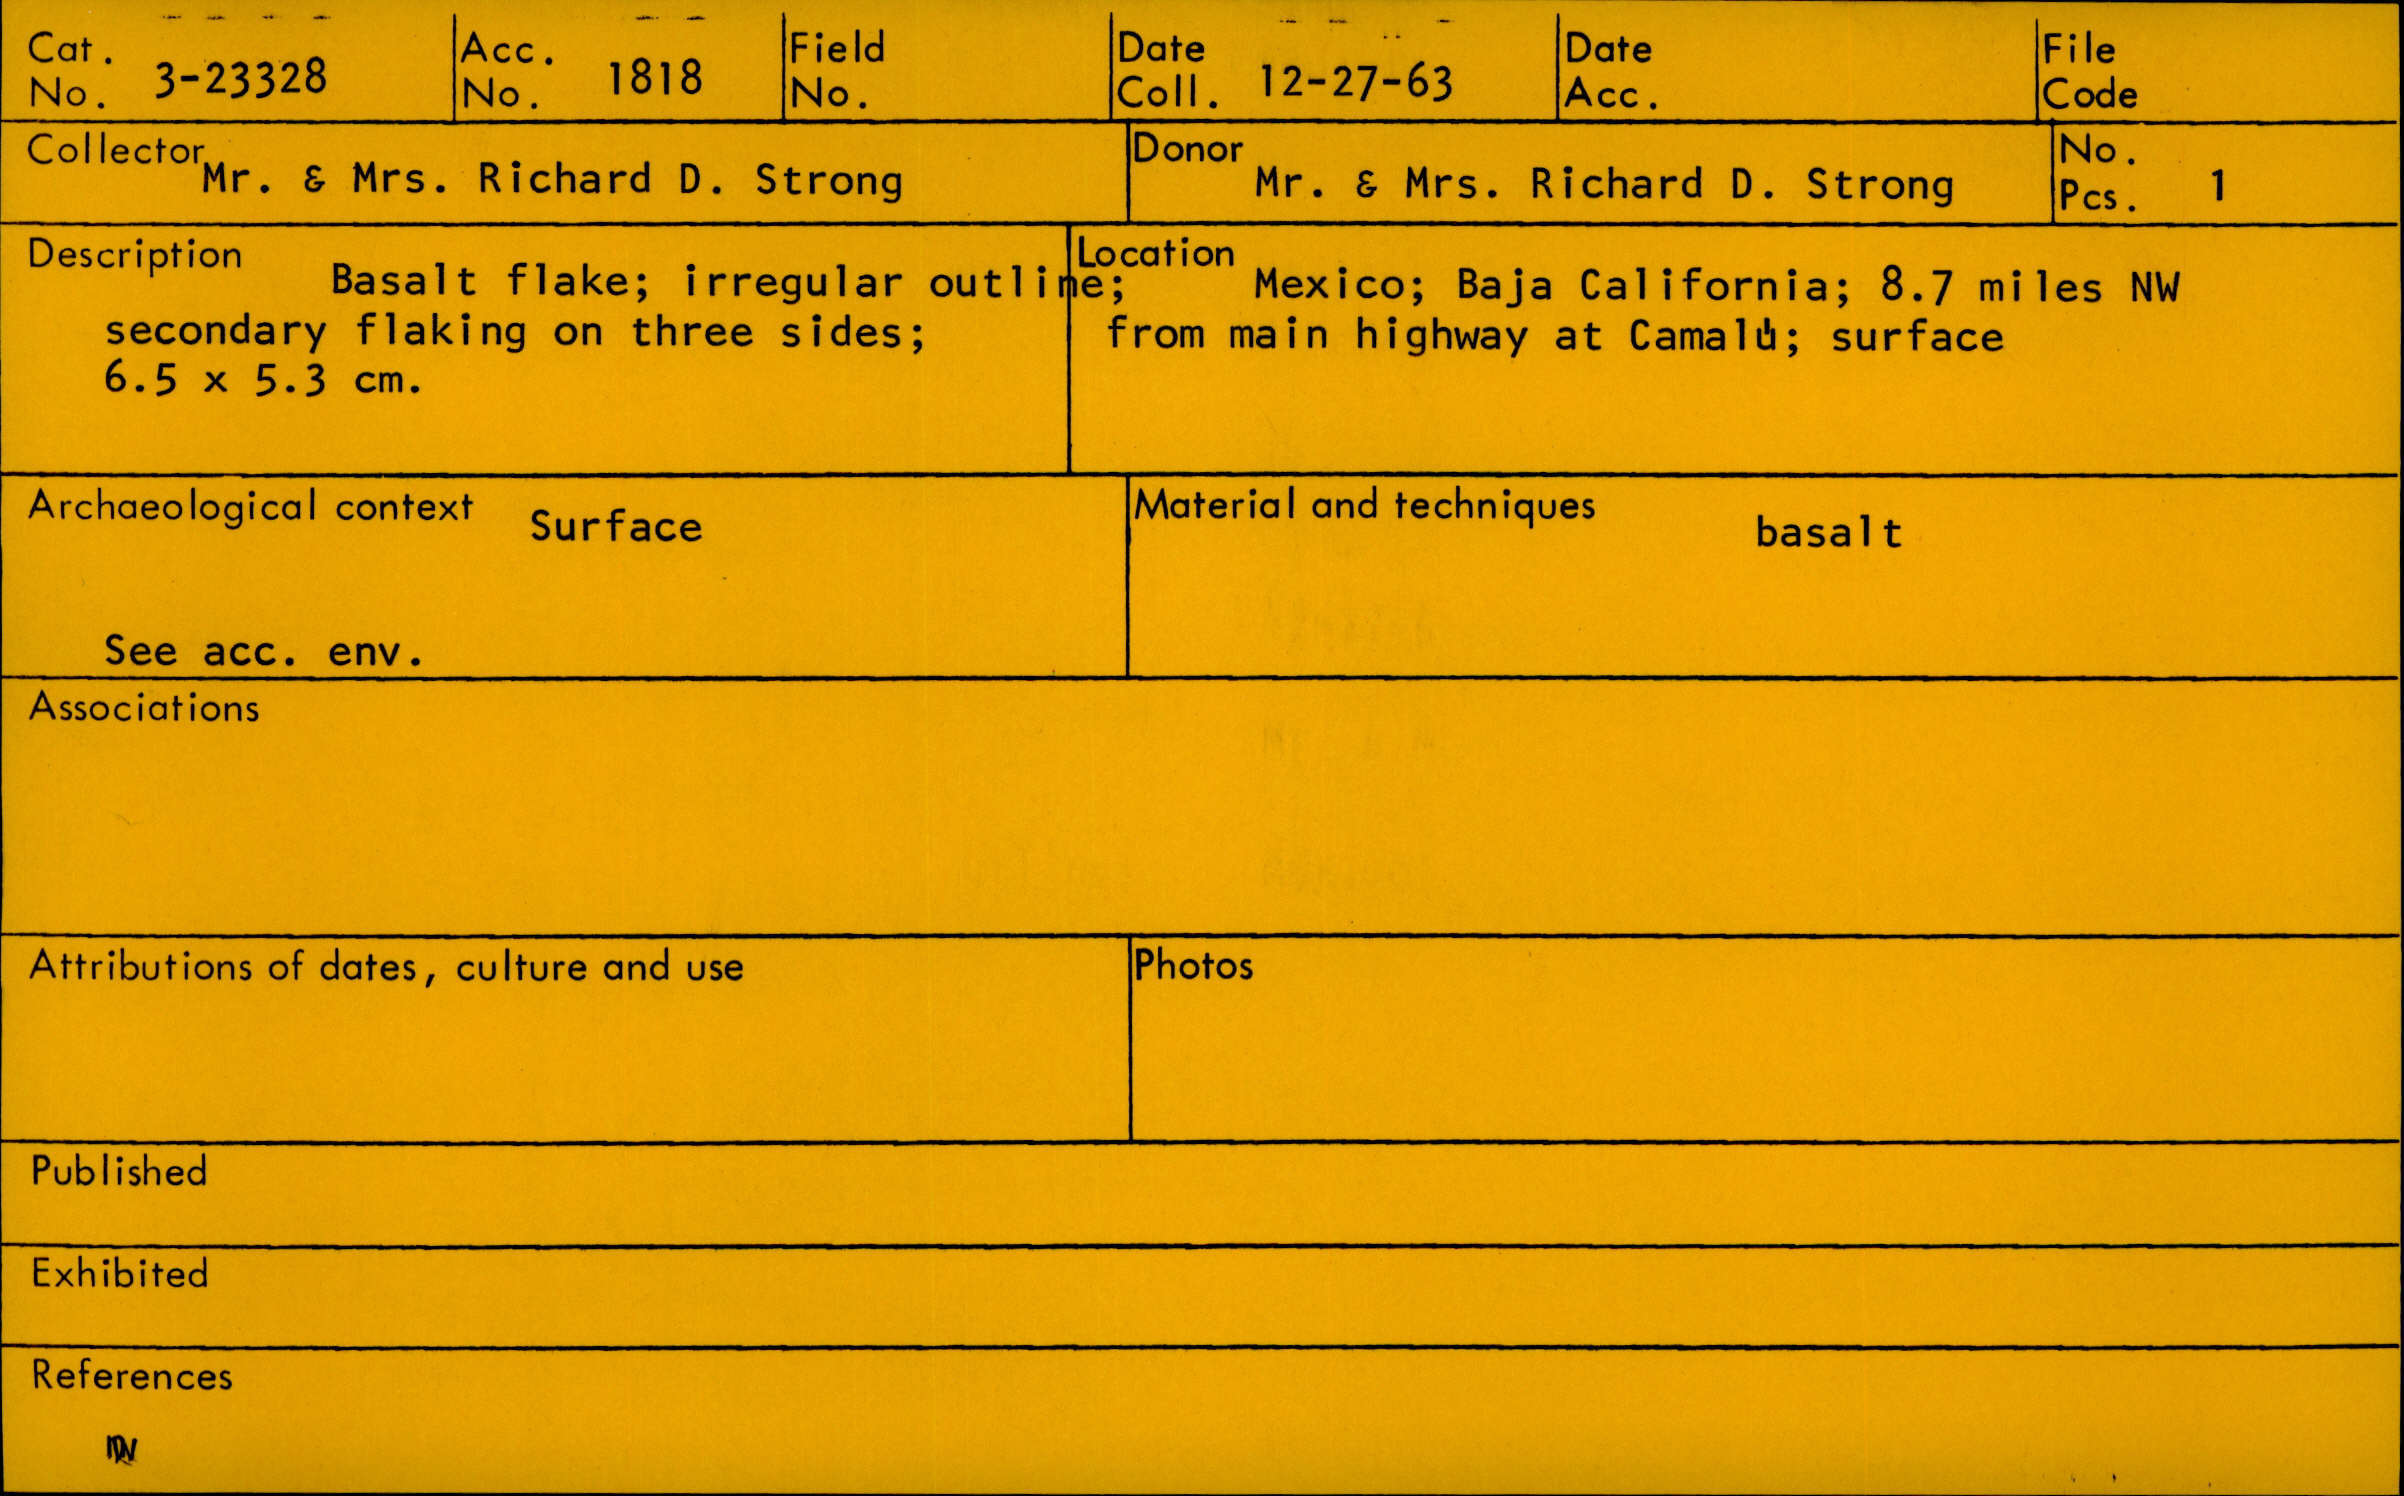 Cat. No. 3-23328 Acc. No. 1818 Field No. Date Coll. 12-27-63 Date Acc. File Code
Collector Mr. & Mrs. Richard D. Strong Donor Mr. & Mrs. Richard D. Strong No. Pcs. 1
Description Basalt flake; irregular outline;
secondary flaking on three sides;
6.5 x 5.3 cm.
Location Mexico; Baja California; 8.7 miles NW
from main highway at Camalú; surface
Archaeological context Surface
See acc. env.
Material and techniques basalt
Associations
Attributions of dates, culture and use
Photos
Published
Exhibited
References